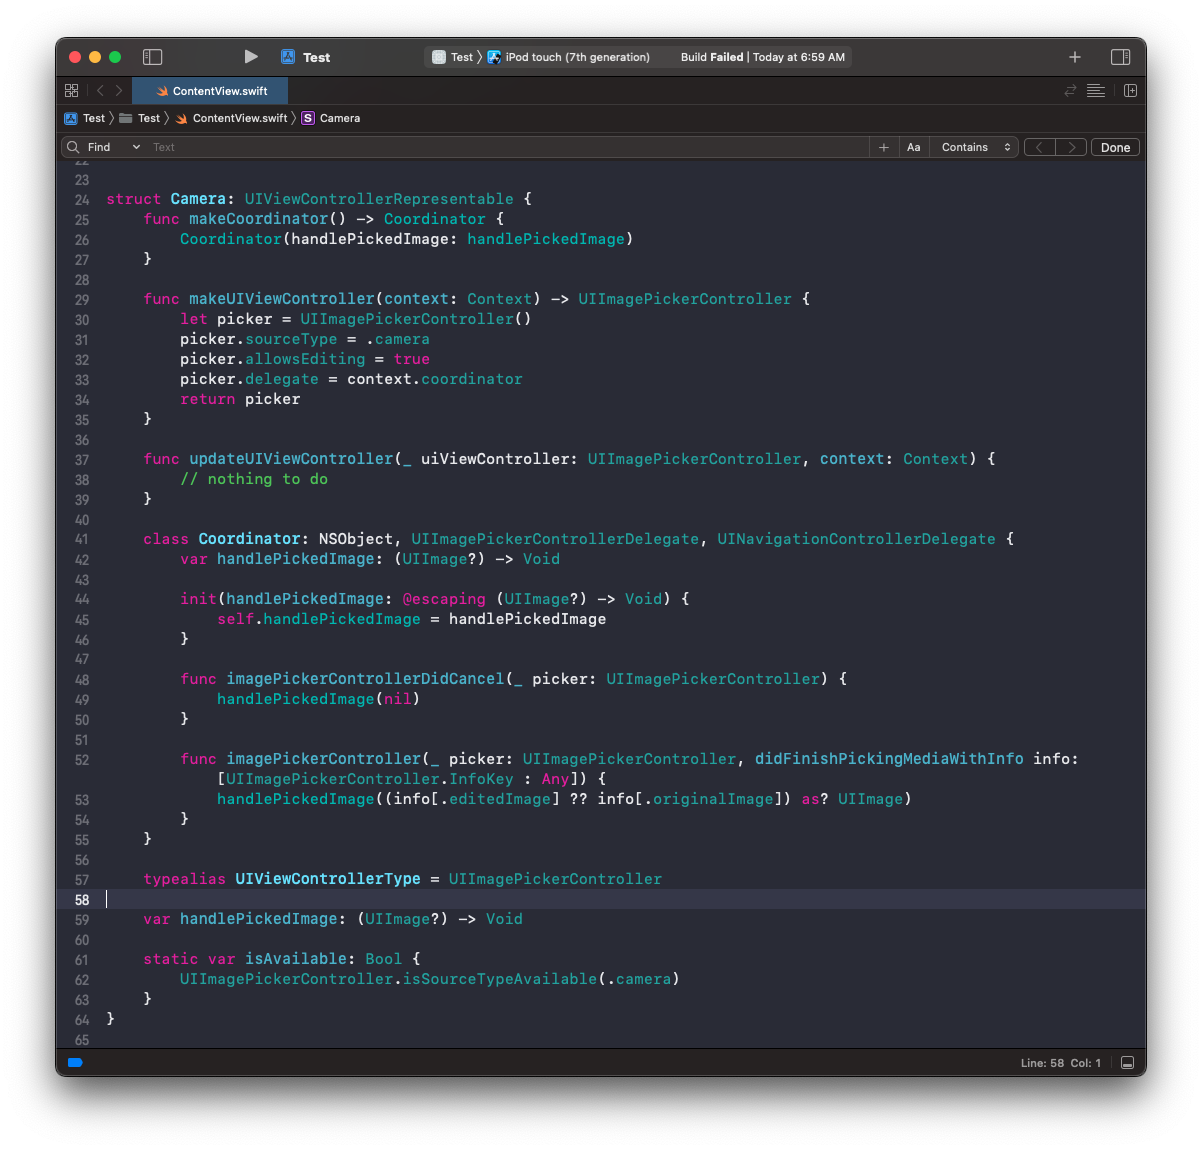 Test
Test
iPod touch (7th generation)
Build Failed | Today at 6:59 AM
ContentView.swift
Test
Test
ContentView.swift
S
Camera
Find
Text
Aa
Contains
Done
22
23
24 struct Camera: UIViewControllerRepresentable {
25 func makeCoordinator() -> Coordinator {
26 Coordinator(handlePickedImage: handlePickedImage)
27 }
28
29 func makeUIViewController(context: Context) -> UIImagePickerController {
30 let picker = UIImagePickerController()
31 picker.sourceType = .camera
32 picker.allowsEditing = true
33 picker.delegate = context.coordinator
34 return picker
35 }
36
37 func updateUIViewController(_ uiViewController: UIImagePickerController, context: Context) {
38 // nothing to do
39 }
40
41 class Coordinator: NSObject, UIImagePickerControllerDelegate, UINavigationControllerDelegate {
42 var handlePickedImage: (UIImage?) -> Void
43
44 init(handlePickedImage: @escaping (UIImage?) -> Void) {
45 self.handlePickedImage = handlePickedImage
46 }
47
48 func imagePickerControllerDidCancel(_ picker: UIImagePickerController) {
49 handlePickedImage(nil)
50 }
51
52 func imagePickerController(_ picker: UIImagePickerController, didFinishPickingMediaWithInfo info:
[UIImagePickerController.InfoKey : Any]) {
53 handlePickedImage((info[.editedImage] ?? info[.originalImage]) as? UIImage)
54 }
55 }
56
57 typealias UIViewControllerType = UIImagePickerController
58
59 var handlePickedImage: (UIImage?) -> Void
60
61 static var isAvailable: Bool {
62 UIImagePickerController.isSourceTypeAvailable(.camera)
63 }
64 }
65
Line: 58 Col: 1